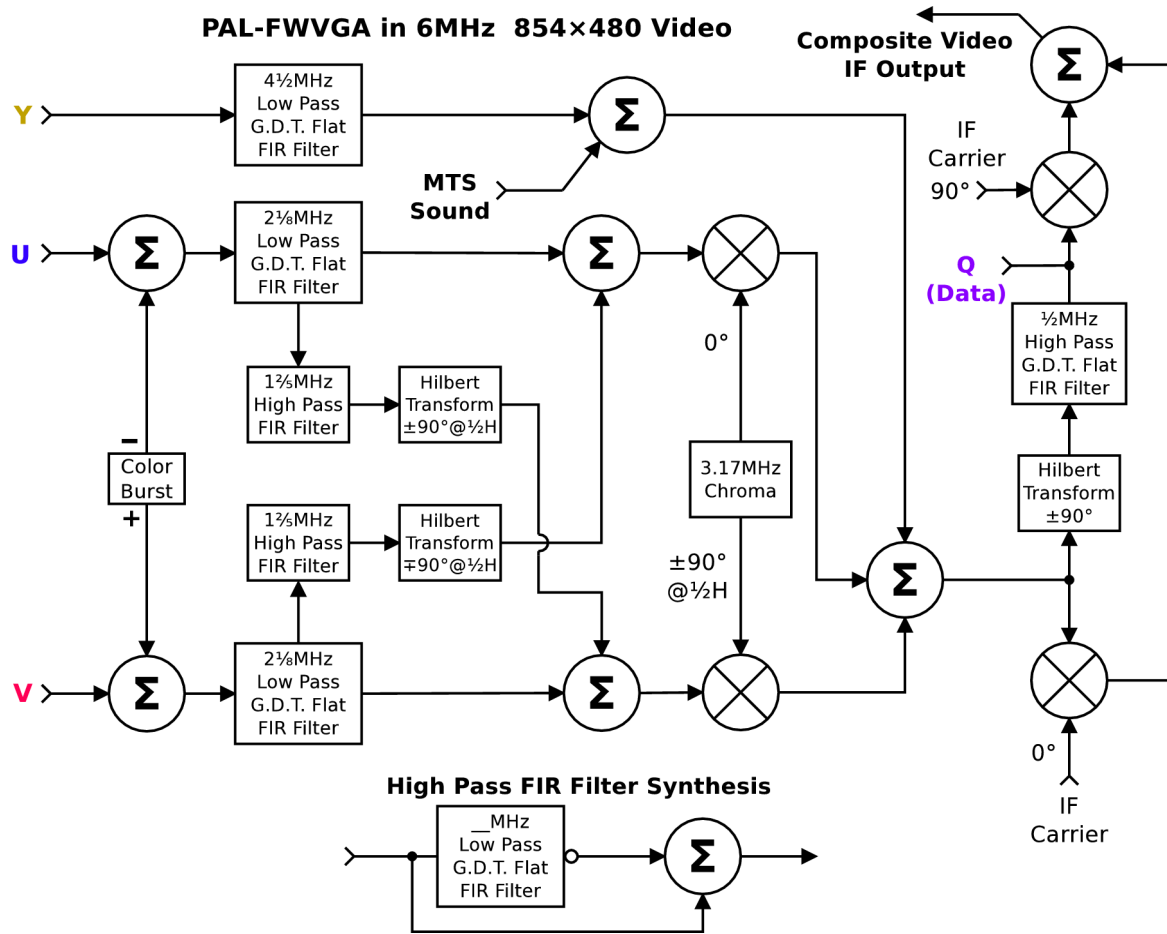 PAL-FWVGA in 6MHz 854×480 Video
Composite Video
IF Output
Σ
Y
4½MHz
Low Pass
G.D.T. Flat
FIR Filter
Σ
MTS
Sound
IF
Carrier
90°
U
Σ
2⅛MHz
Low Pass
G.D.T. Flat
FIR Filter
Σ
0°
Q
(Data)
½MHz
High Pass
G.D.T. Flat
FIR Filter
1⅖MHz
High Pass
FIR Filter
Hilbert
Transform
±90°@½H
−
Color
Burst
+
3.17MHz
Chroma
Hilbert
Transform
±90°
1⅖MHz
High Pass
FIR Filter
Hilbert
Transform
∓90°@½H
±90°
@½H
Σ
V
Σ
2⅛MHz
Low Pass
G.D.T. Flat
FIR Filter
Σ
0°
IF
Carrier
High Pass FIR Filter Synthesis
__MHz
Low Pass
G.D.T. Flat
FIR Filter
Σ